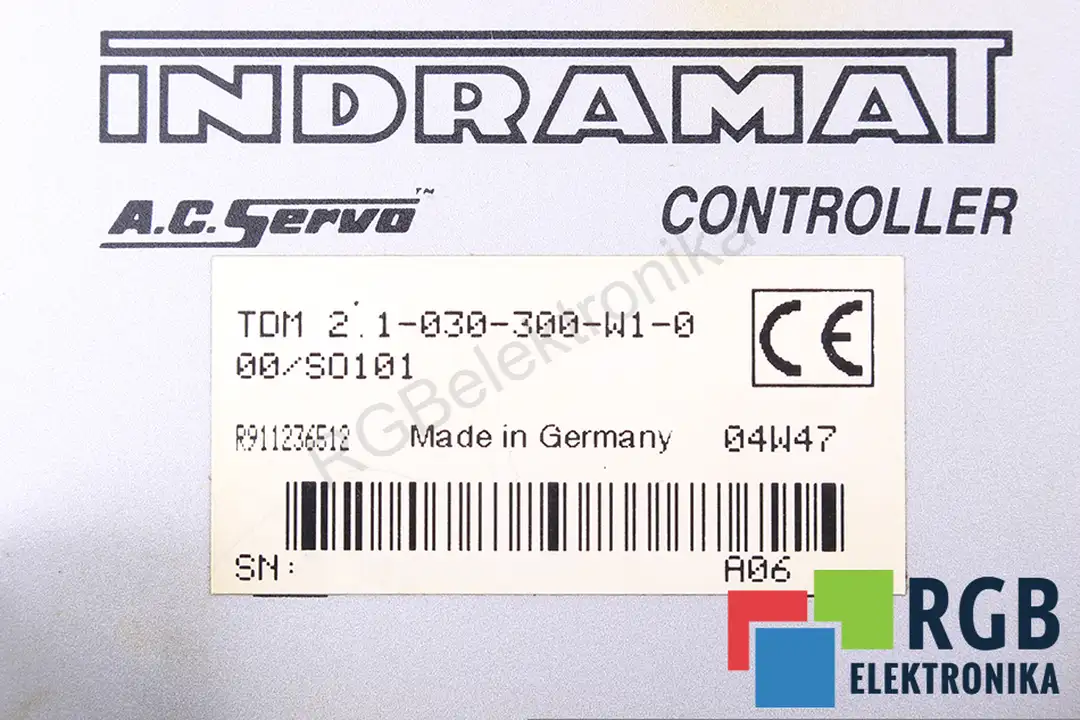 INDRAMAT
A.C. Servo™ CONTROLLER
TDM 2.1-030-300-W1-0
00/S0101
R911236512 Made in Germany 04W47
SN: A06
CE
RGBelektronika
RGB
ELEKTRONIKA